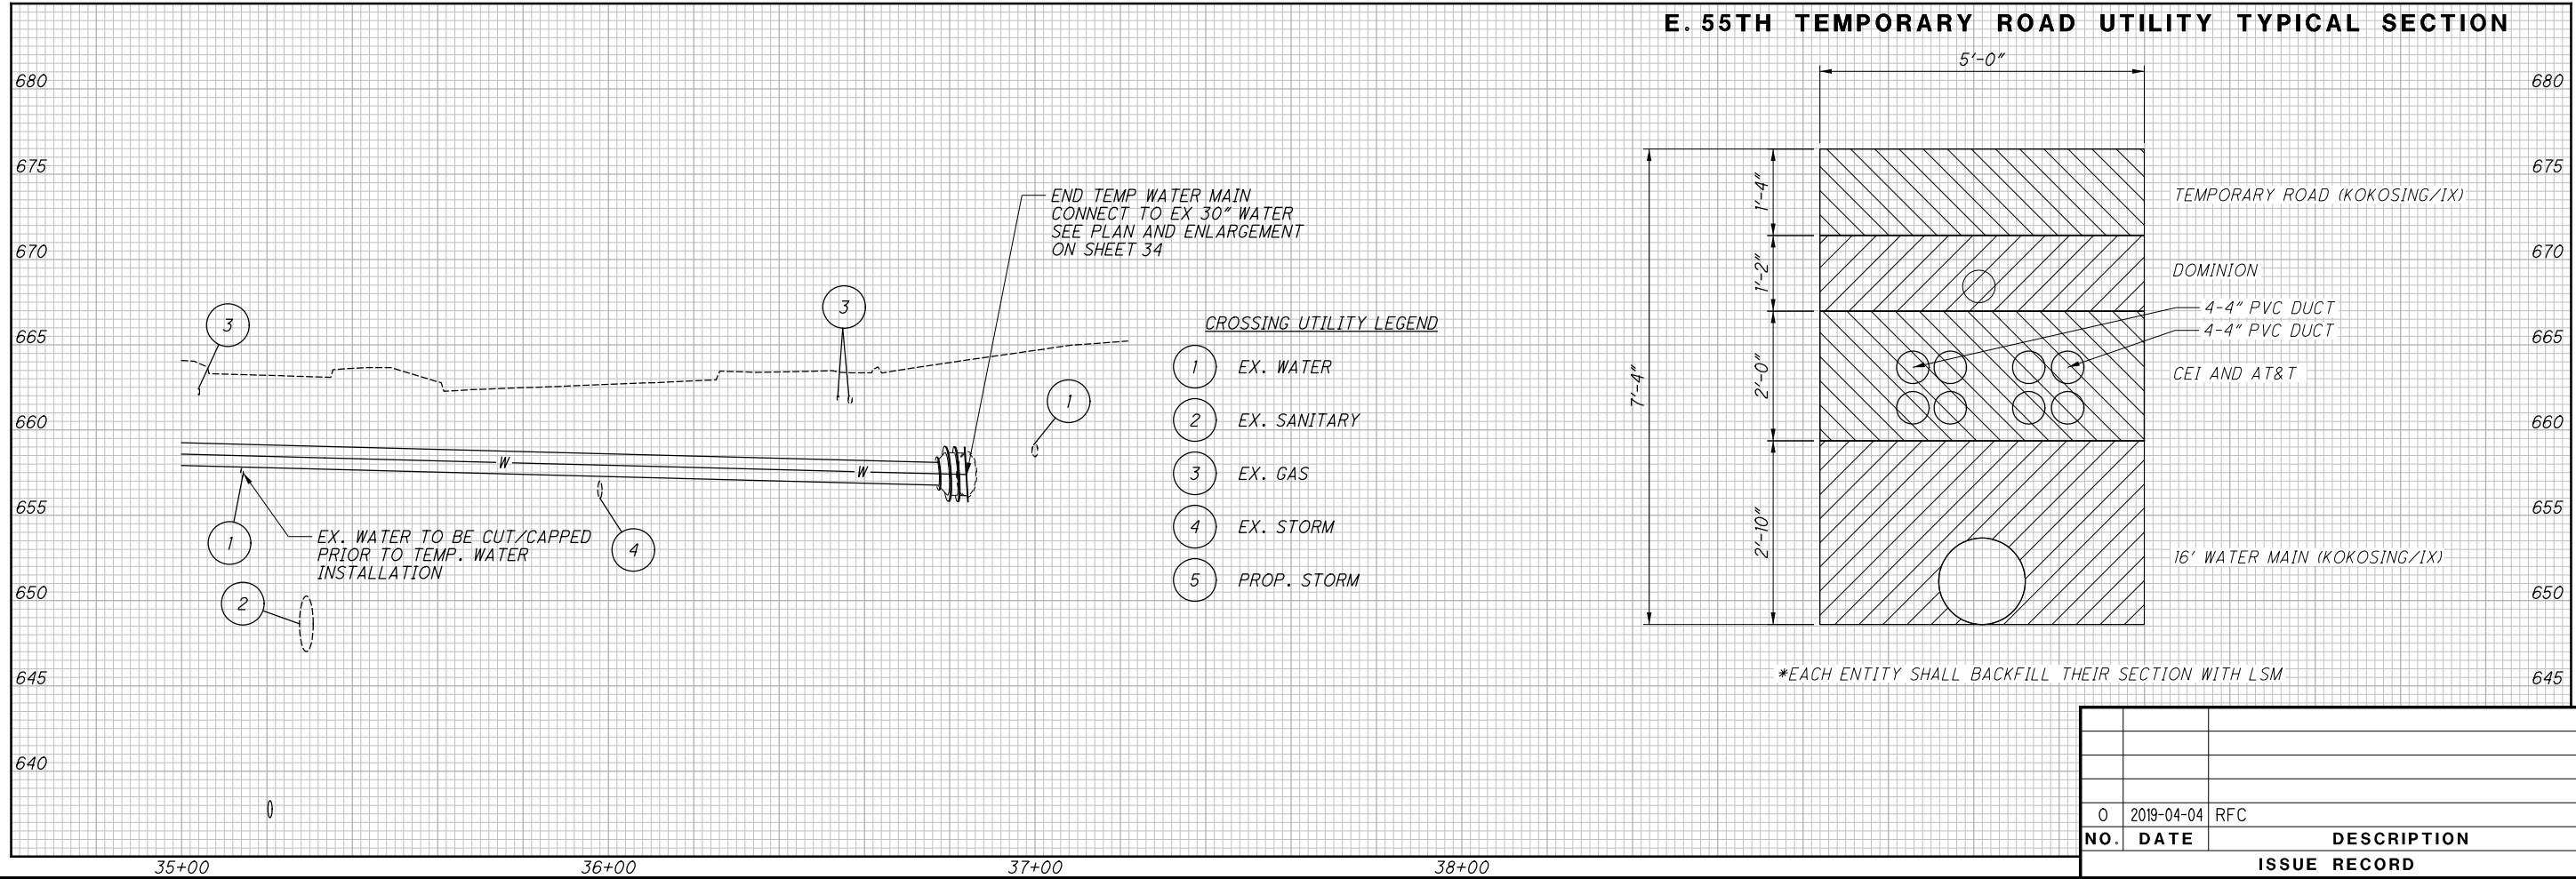 E. 55TH TEMPORARY ROAD UTILITY TYPICAL SECTION
680
675
670
665
660
655
650
645
640
3
3
END TEMP WATER MAIN
CONNECT TO EX 30" WATER
SEE PLAN AND ENLARGEMENT
ON SHEET 34
1
W
W
1
EX. WATER TO BE CUT/CAPPED
PRIOR TO TEMP. WATER
INSTALLATION
2
4
CROSSING UTILITY LEGEND
1 EX. WATER
2 EX. SANITARY
3 EX. GAS
4 EX. STORM
5 PROP. STORM
5'-0"
7'-4"
1'-4"
1'-2"
2'-0"
2'-10"
TEMPORARY ROAD (KOKOSING/IX)
DOMINION
4-4" PVC DUCT
4-4" PVC DUCT
CEI AND AT&T
16' WATER MAIN (KOKOSING/IX)
*EACH ENTITY SHALL BACKFILL THEIR SECTION WITH LSM
680
675
670
665
660
655
650
645
35+00
36+00
37+00
38+00
0 2019-04-04 RFC
NO. DATE DESCRIPTION
ISSUE RECORD